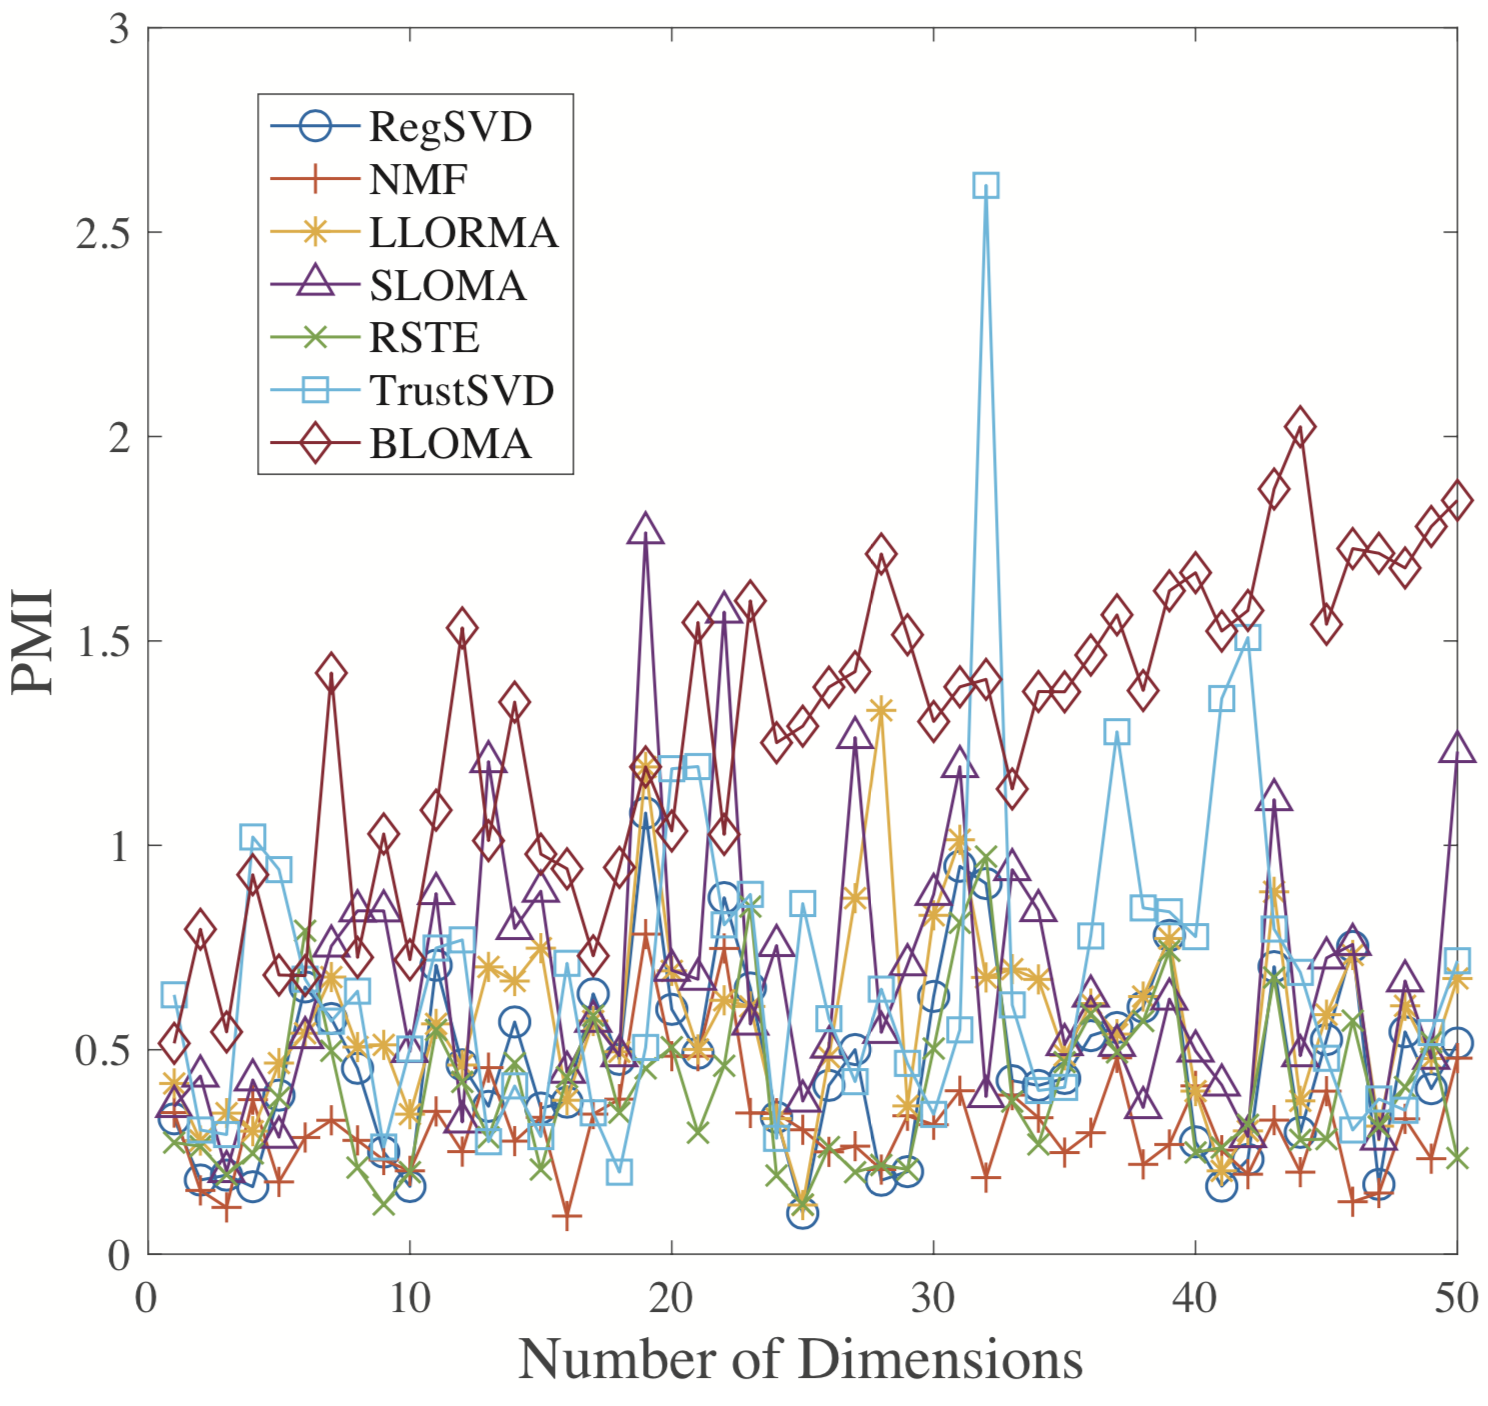 3
2.5
2
1.5
1
0.5
0
PMI
RegSVD
NMF
LLORMA
SLOMA
RSTE
TrustSVD
BLOMA
0 10 20 30 40 50
Number of Dimensions